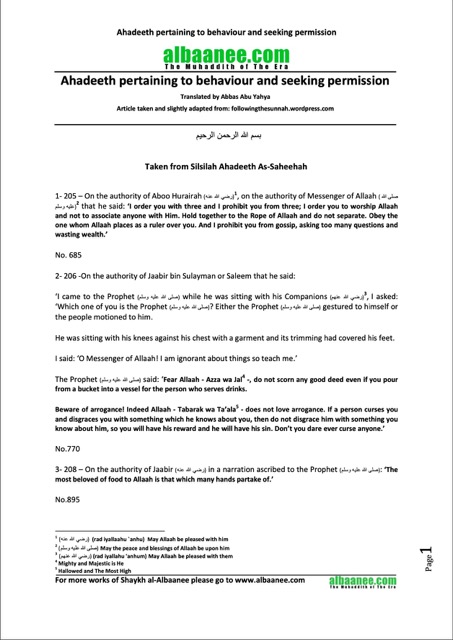 Ahadeeth pertaining to behaviour and seeking permission
albaanee.com
The Muhaddith of The Era
Ahadeeth pertaining to behaviour and seeking permission
Translated by Abbas Abu Yahya
Article taken and slightly adapted from: followingthesunnah.wordpress.com
بسم الله الرحمن الرحيم
Taken from Silsilah Ahadeeth As-Saheehah
1- 205 – On the authority of Aboo Hurairah (رضي الله عنه)1, on the authority of Messenger of Allaah (صلى الله
عليه وسلم)2 that he said: 'I order you with three and I prohibit you from three; I order you to worship Allaah
and not to associate anyone with Him. Hold together to the Rope of Allaah and do not separate. Obey the
one whom Allaah places as a ruler over you. And I prohibit you from gossip, asking too many questions and
wasting wealth.'
No. 685
2- 206 -On the authority of Jaabir bin Sulayman or Saleem that he said:
'I came to the Prophet (صلى الله عليه وسلم) while he was sitting with his Companions (رضي الله عنهم)3, I asked:
'Which one of you is the Prophet (صلى الله عليه وسلم)? Either the Prophet (صلى الله عليه وسلم) gestured to himself or
the people motioned to him.
He was sitting with his knees against his chest with a garment and its trimming had covered his feet.
I said: 'O Messenger of Allaah! I am ignorant about things so teach me.'
The Prophet (صلى الله عليه وسلم) said: 'Fear Allaah - Azza wa Jal4 -, do not scorn any good deed even if you pour
from a bucket into a vessel for the person who serves drinks.
Beware of arrogance! Indeed Allaah - Tabarak wa Ta'ala5 - does not love arrogance. If a person curses you
and disgraces you with something which he knows about you, then do not disgrace him with something you
know about him, so you will have his reward and he will have his sin. Don't you dare ever curse anyone.'
No.770
3- 208 – On the authority of Jaabir (رضي الله عنه) in a narration ascribed to the Prophet (صلى الله عليه وسلم): 'The
most beloved of food to Allaah is that which many hands partake of.'
No.895
1 (رضي الله عنه) (rad iyallaahu `anhu) May Allaah be pleased with him
2 (صلى الله عليه وسلم) May the peace and blessings of Allaah be upon him
3 (رضي الله عنهم) (rad iyallahu 'anhum) May Allaah be pleased with them
4 Mighty and Majestic is He
5 Hallowed and The Most High
For more works of Shaykh al-Albaanee please go to www.albaanee.com
albaanee.com
The Muhaddith of The Era
Page 1